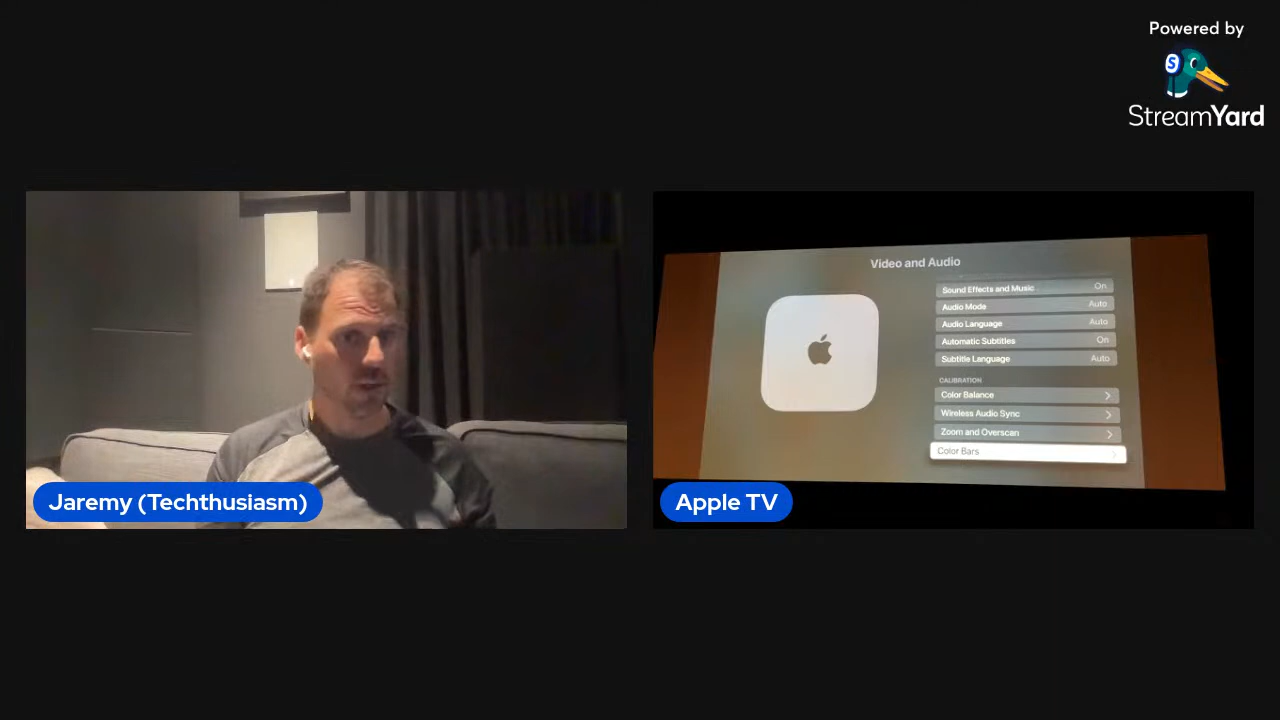 Powered by
S
StreamYard
Video and Audio
Sound Effects and Music On
Audio Mode Auto
Audio Language Auto
Automatic Subtitles On
Subtitle Language Auto
CALIBRATION
Color Balance
Wireless Audio Sync
Zoom and Overscan
Color Bars
Jaremy (Techthusiasm)
Apple TV